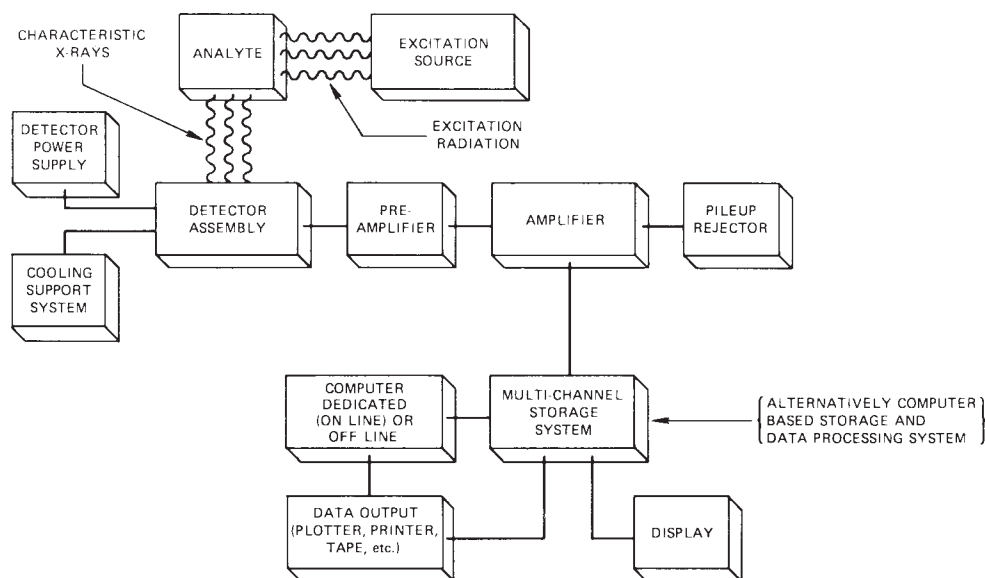 CHARACTERISTIC
X-RAYS
ANALYTE
EXCITATION
SOURCE
EXCITATION
RADIATION
DETECTOR
POWER
SUPPLY
DETECTOR
ASSEMBLY
PRE-
AMPLIFIER
AMPLIFIER
PILEUP
REJECTOR
COOLING
SUPPORT
SYSTEM
COMPUTER
DEDICATED
(ON LINE) OR
OFF LINE
MULTI-CHANNEL
STORAGE
SYSTEM
ALTERNATIVELY COMPUTER
BASED STORAGE AND
DATA PROCESSING SYSTEM
DATA OUTPUT
(PLOTTER, PRINTER,
TAPE, etc.)
DISPLAY